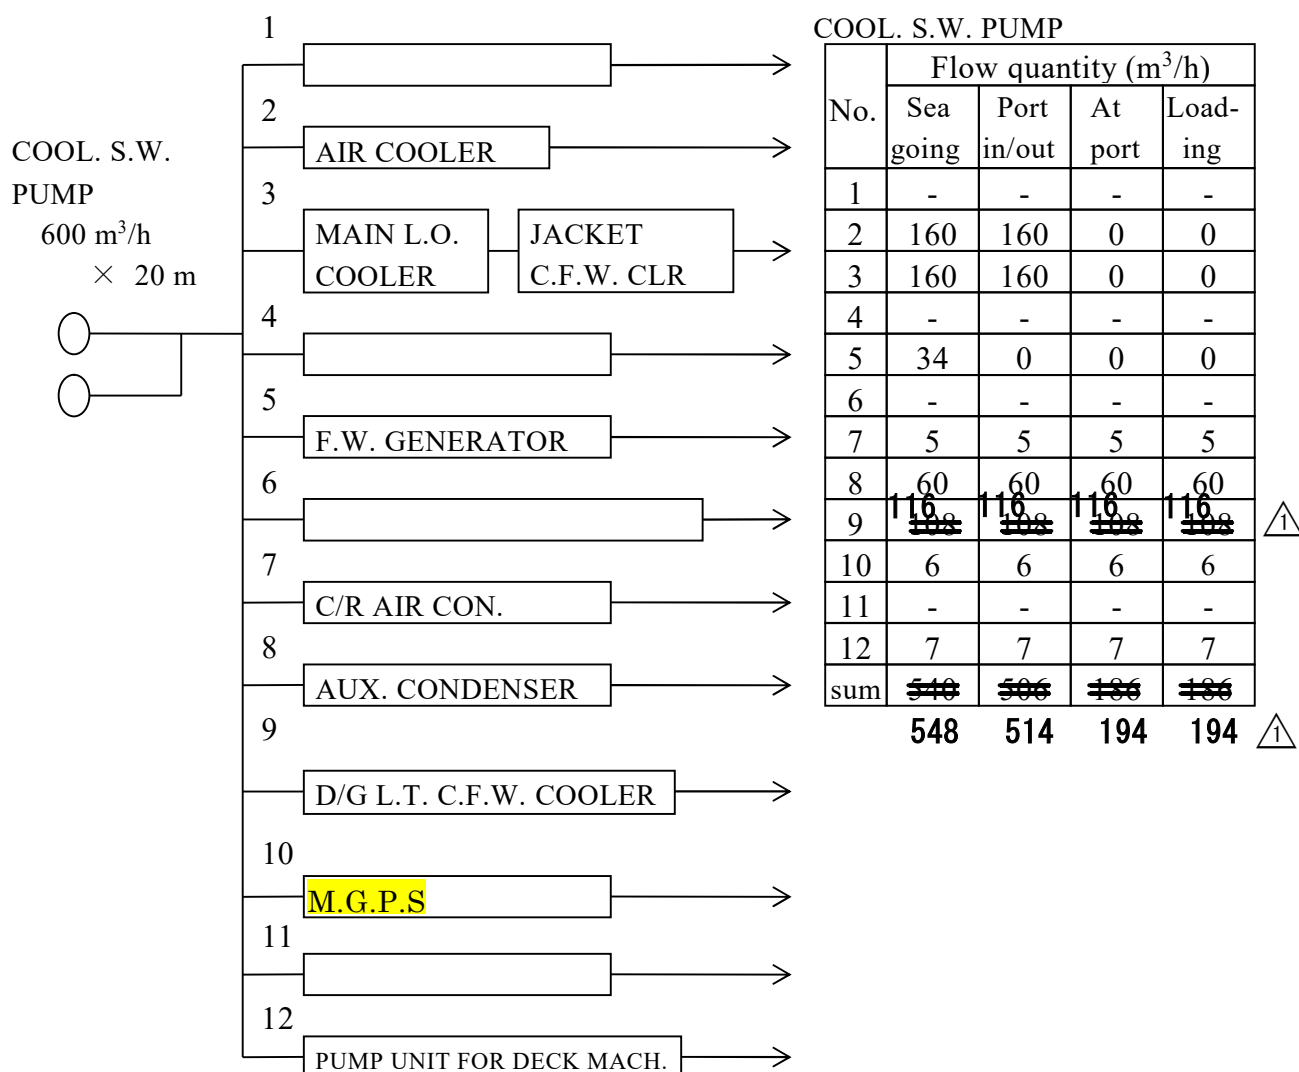 1
2
AIR COOLER
COOL. S.W.
PUMP
600 m³/h
× 20 m
3
MAIN L.O.
COOLER
JACKET
C.F.W. CLR
4
5
F.W. GENERATOR
6
7
C/R AIR CON.
8
AUX. CONDENSER
9
D/G L.T. C.F.W. COOLER
10
M.G.P.S
11
12
PUMP UNIT FOR DECK MACH.
COOL. S.W. PUMP
Flow quantity (m³/h)
No. Sea going Port in/out At port Load-ing
1 - - - -
2 160 160 0 0
3 160 160 0 0
4 - - - -
5 34 0 0 0
6 - - - -
7 5 5 5 5
8 60 60 60 60
116 116 116 116
9 108 108 108 108 1
10 6 6 6 6
11 - - - -
12 7 7 7 7
sum 540 506 186 186
548 514 194 194 1